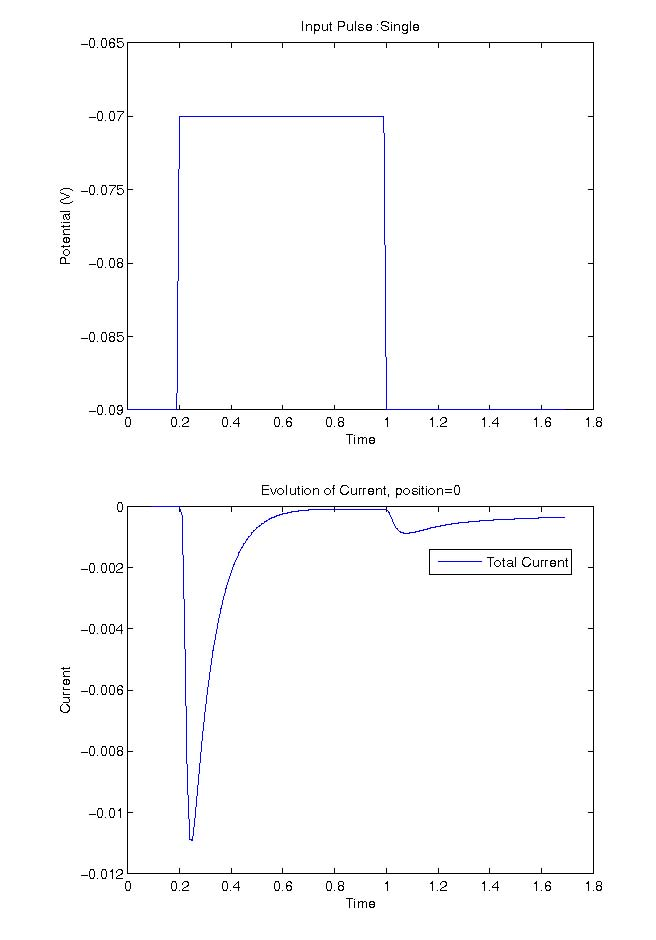 Input Pulse :Single
−0.065
−0.07
−0.075
−0.08
−0.085
−0.09
Potential (V)
0 0.2 0.4 0.6 0.8 1 1.2 1.4 1.6 1.8
Time
Evolution of Current, position=0
0
−0.002
−0.004
−0.006
−0.008
−0.01
−0.012
Current
Total Current
0 0.2 0.4 0.6 0.8 1 1.2 1.4 1.6 1.8
Time